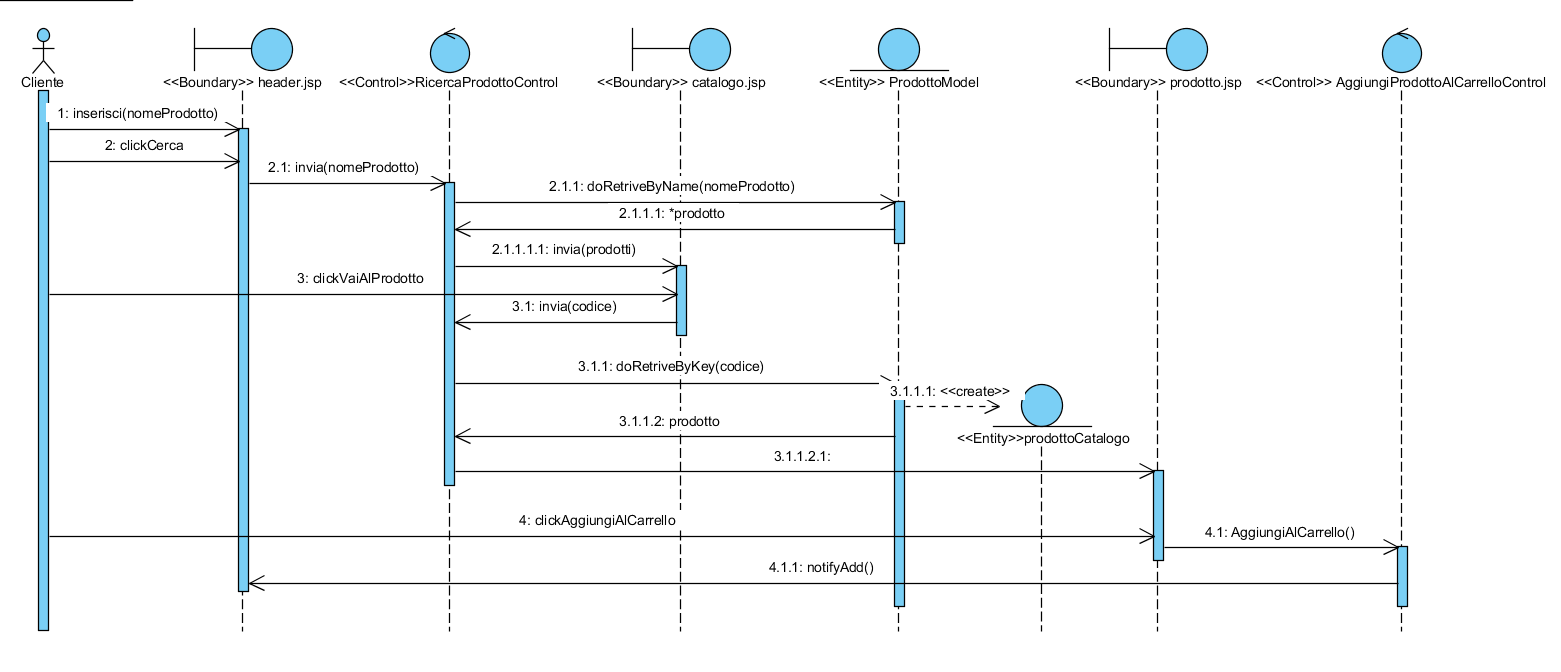 Cliente
<<Boundary>> header.jsp
<<Control>>RicercaProdottoControl
<<Boundary>> catalogo.jsp
<<Entity>> ProdottoModel
<<Boundary>> prodotto.jsp
<<Control>> AggiungiProdottoAlCarrelloControl
1: inserisci(nomeProdotto)
2: clickCerca
2.1: invia(nomeProdotto)
2.1.1: doRetriveByName(nomeProdotto)
2.1.1.1: *prodotto
2.1.1.1.1: invia(prodotti)
3: clickVaiAlProdotto
3.1: invia(codice)
3.1.1: doRetriveByKey(codice)
3.1.1.1: <<create>>
3.1.1.2: prodotto
<<Entity>>prodottoCatalogo
3.1.1.2.1:
4: clickAggiungiAlCarrello
4.1: AggiungiAlCarrello()
4.1.1: notifyAdd()